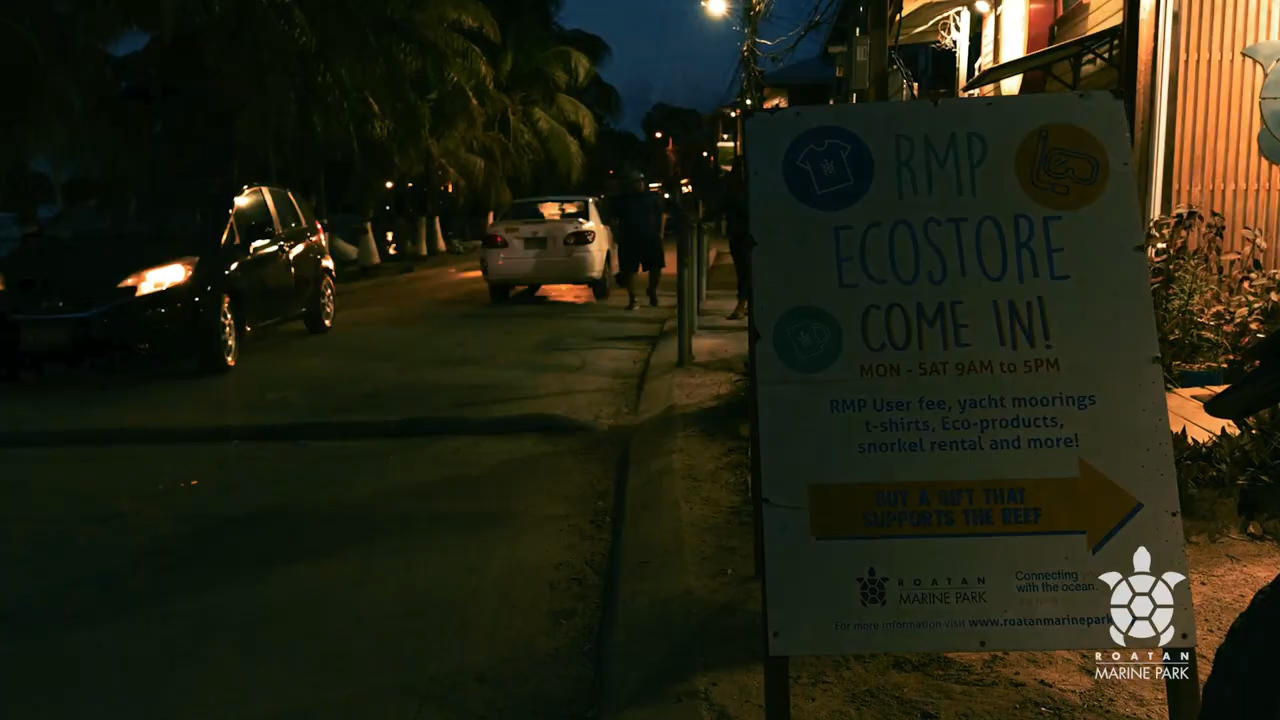 RMP
ECOSTORE
COME IN!
MON - SAT 9AM to 5PM
RMP User fee, yacht moorings
t-shirts, Eco-products,
snorkel rental and more!
BUY A GIFT THAT
SUPPORTS THE REEF
ROATAN
MARINE PARK
Connecting
with the ocean.
For more information visit www.roatanmarinepark
ROATAN
MARINE PARK